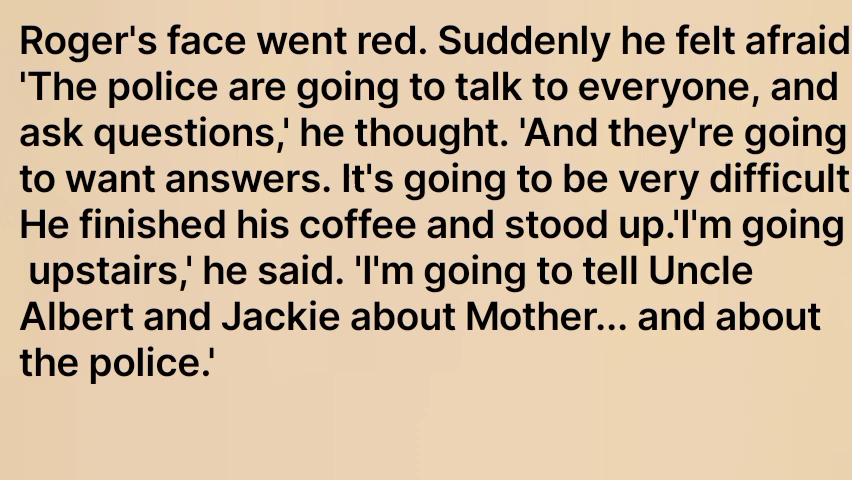 Roger's face went red. Suddenly he felt afraid
'The police are going to talk to everyone, and
ask questions,' he thought. 'And they're going
to want answers. It's going to be very difficult
He finished his coffee and stood up.'I'm going
upstairs,' he said. 'I'm going to tell Uncle
Albert and Jackie about Mother... and about
the police.'